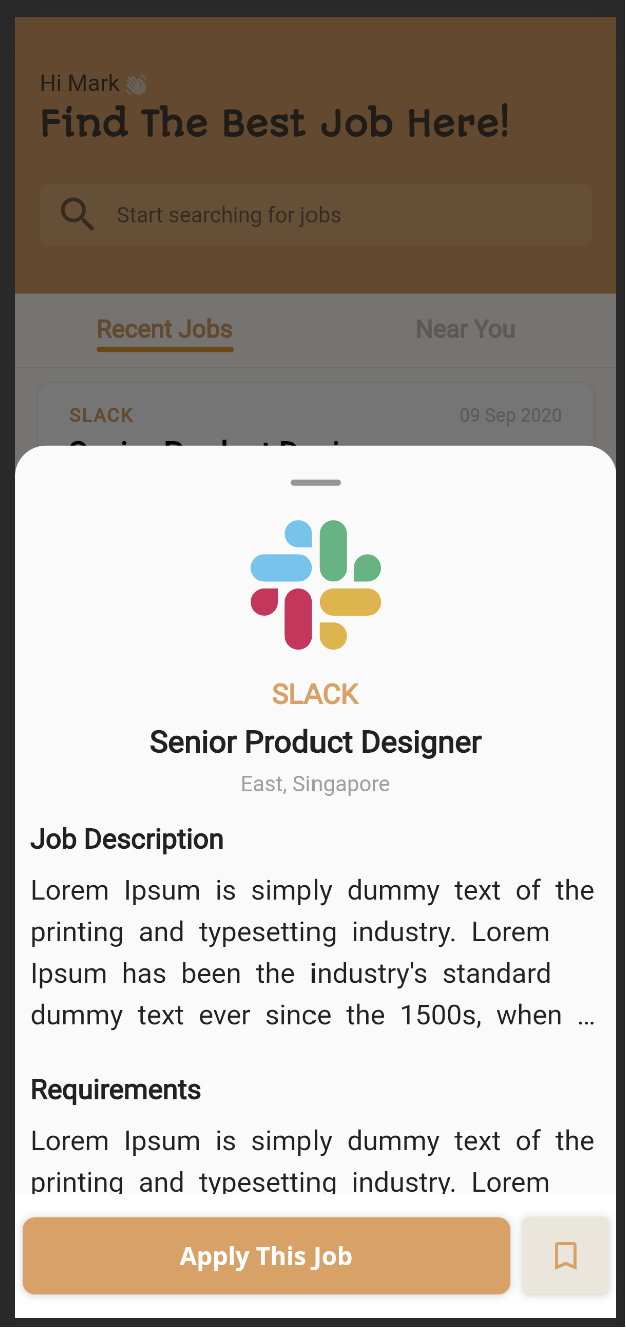 Hi Mark 👋
Find The Best Job Here!
Start searching for jobs
Recent Jobs
Near You
SLACK
09 Sep 2020
Senior Product Designer
SLACK
Senior Product Designer
East, Singapore
Job Description
Lorem Ipsum is simply dummy text of the
printing and typesetting industry. Lorem
Ipsum has been the industry's standard
dummy text ever since the 1500s, when ...
Requirements
Lorem Ipsum is simply dummy text of the
printing and typesetting industry. Lorem
Apply This Job